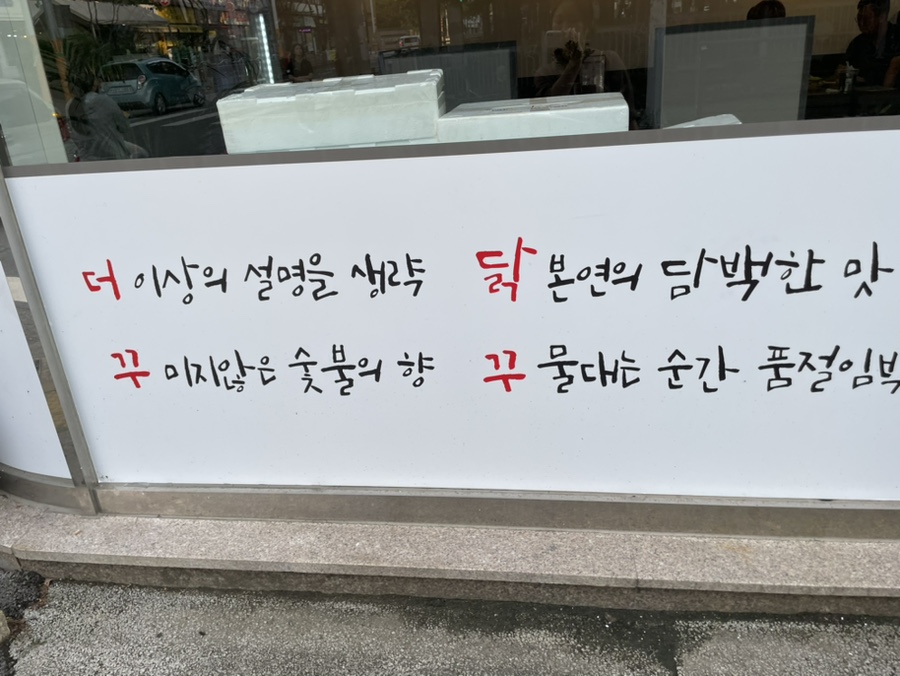 더 이상의 설명을 생략
꾸 미지않은 숯불의 향
닭 본연의 담백한 맛
꾸 물대는 순간 품절임박